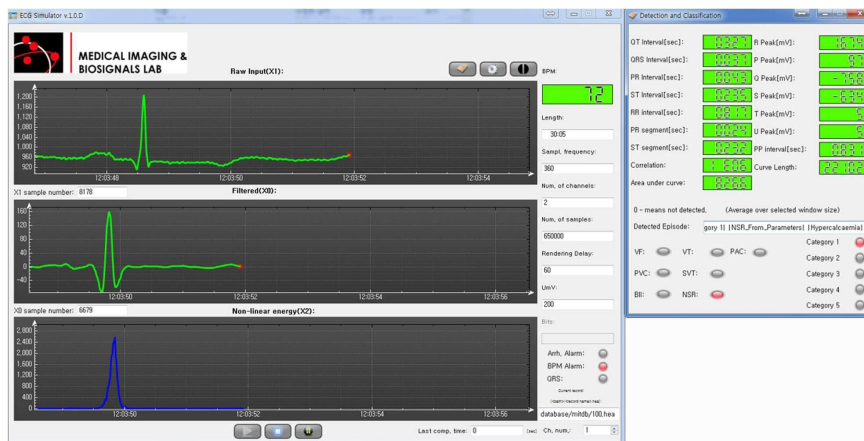 ECG Simulator v.1.0.D
MEDICAL IMAGING &
BIOSIGNALS LAB
Raw Input(X1):
1,200
1,160
1,120
1,080
1,040
1,000
960
920
12:03:48
12:03:50
12:03:52
12:03:54
X1 sample number: 8178
Filtered(X0):
160
120
80
40
0
-40
12:03:50
12:03:52
12:03:54
12:03:56
X0 sample number: 6679
Non-linear energy(X2):
2,800
2,400
2,000
1,600
1,200
800
400
0
12:03:50
12:03:52
12:03:54
12:03:56
Last comp, time: 0
[ns]
BPM:
72
Length:
30:05
Sampl, frequency:
360
Num, of channels:
2
Num, of samples:
650000
Rendering Delay:
60
UmV:
200
Bits:
Arrh, Alarm:
BPM Alarm:
QRS:
Current record:
database/mitdb/100.hea
Ch, num.: 1
Detection and Classification
QT Interval[sec]:
R Peak[mV]:
QRS Interval[sec]:
P Peak[mV]:
PR Interval[sec]:
Q Peak[mV]:
ST Interval[sec]:
S Peak[mV]:
RR interval[sec]:
T Peak[mV]:
PR segment[sec]:
U Peak[mV]:
ST segment[sec]:
PP interval[sec]:
Correlation:
Curve Length:
Area under curve:
0 - means not detected, (Average over selected window size)
Detected Episode: gory 1| |NSR_From_Parameters| |Hypercalcaemia|
VF: VT: PAC:
PVC: SVT:
BII: NSR:
Category 1
Category 2
Category 3
Category 4
Category 5